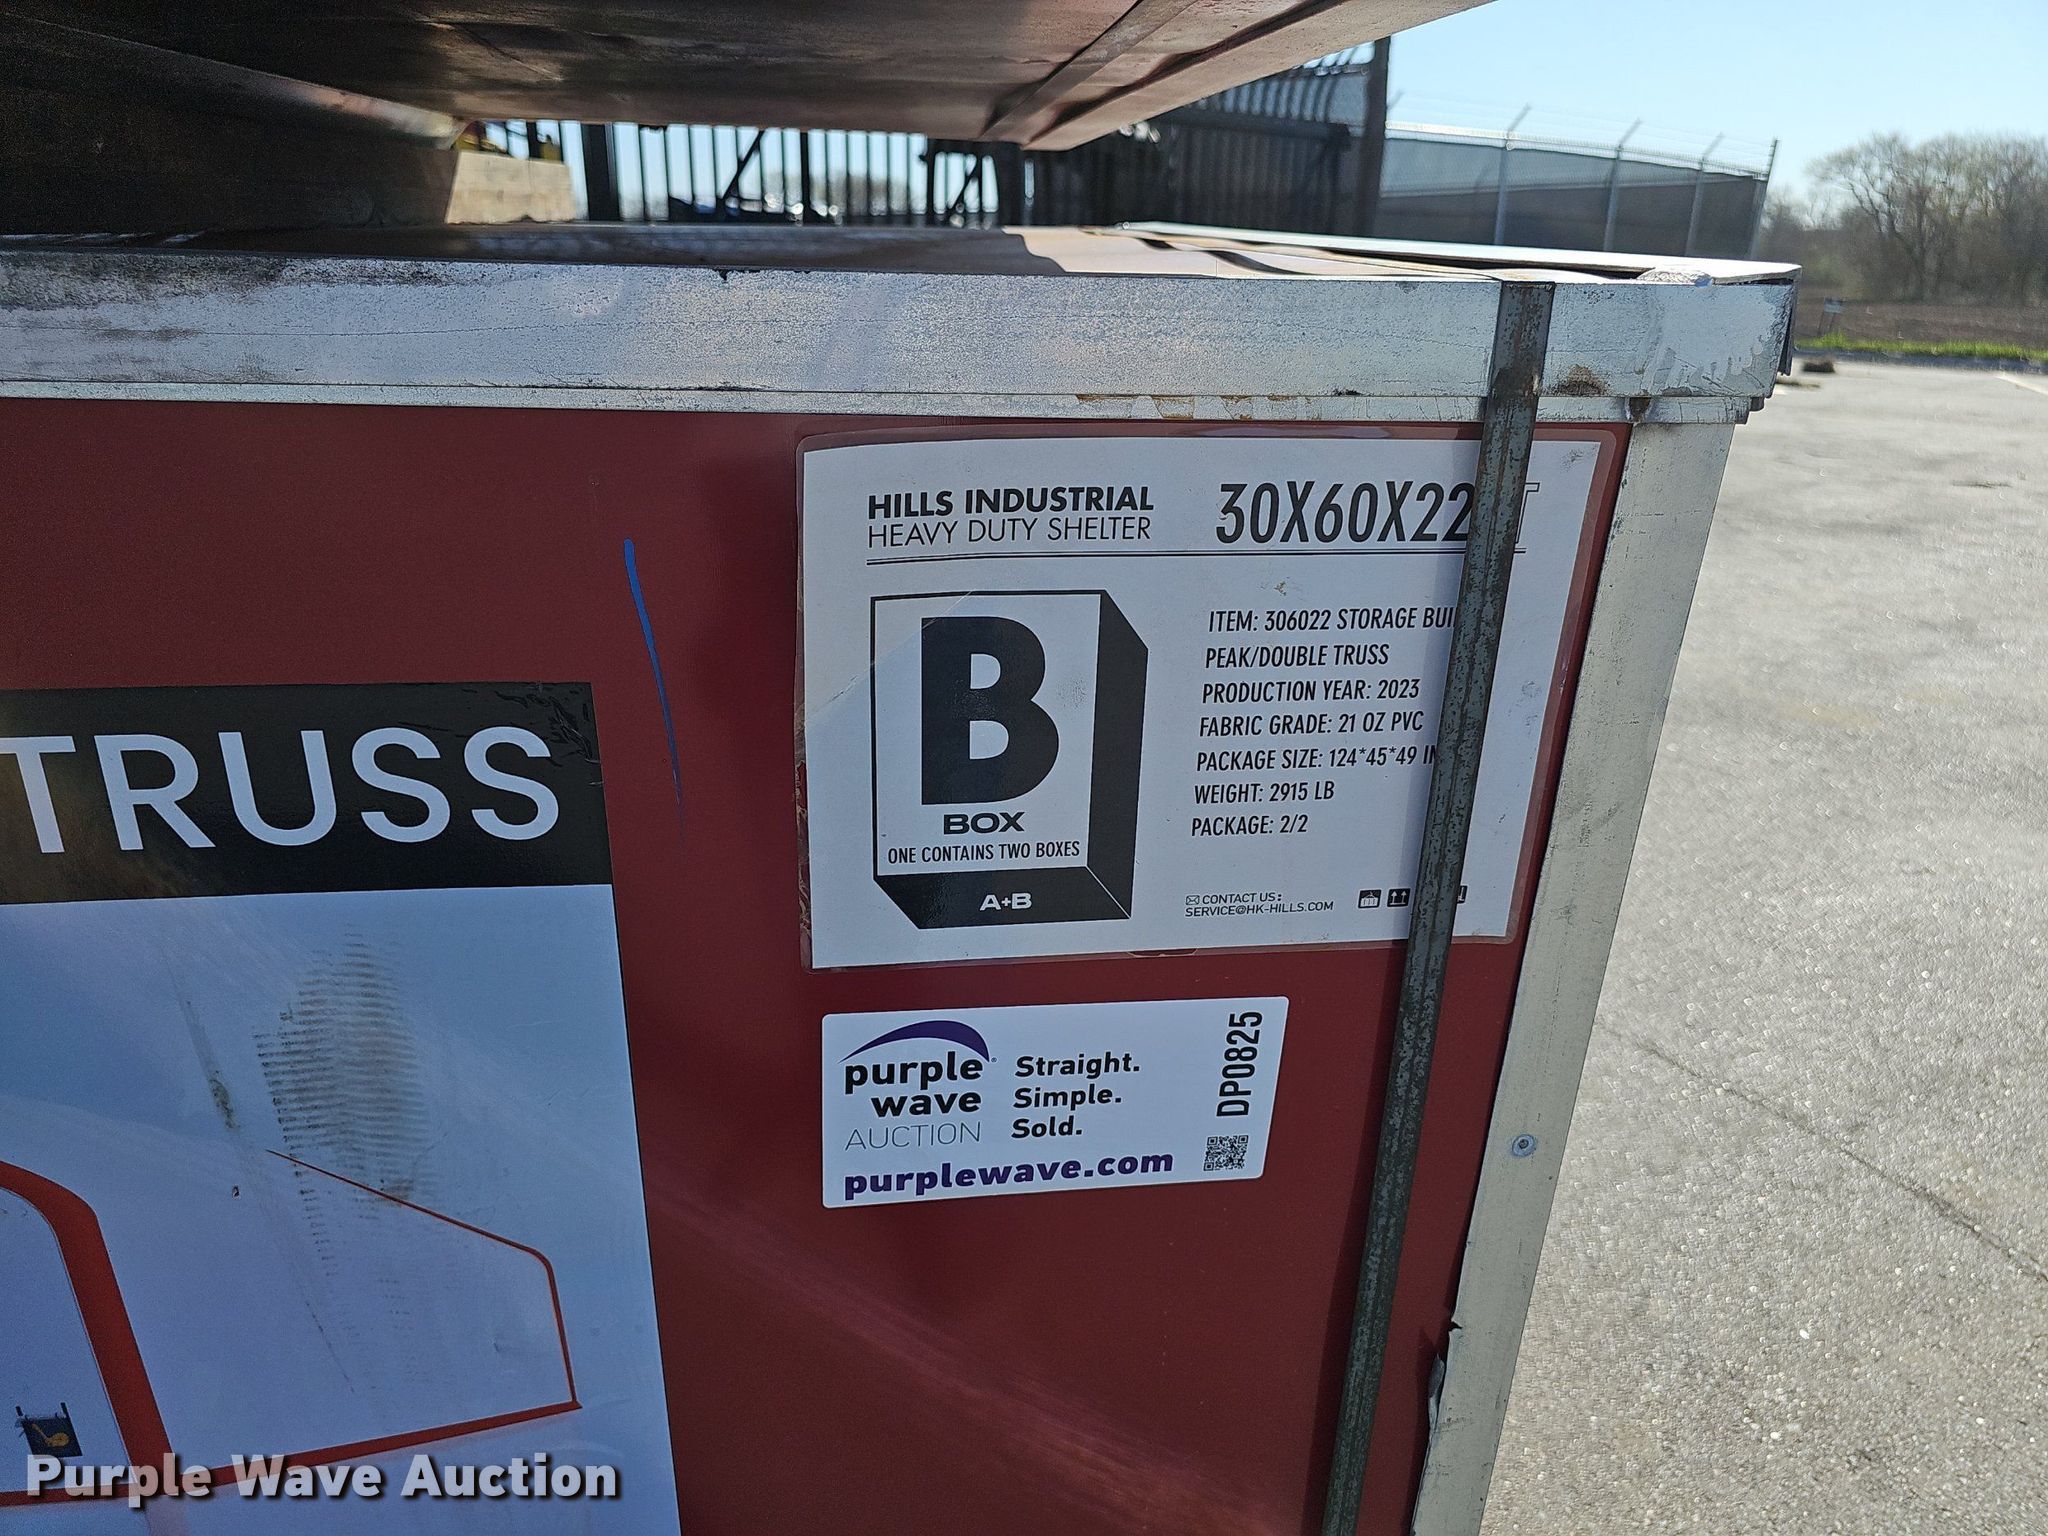 HILLS INDUSTRIAL
HEAVY DUTY SHELTER
30X60X22
B
BOX
ONE CONTAINS TWO BOXES
A+B
ITEM: 306022 STORAGE
PEAK/DOUBLE TRUSS
PRODUCTION YEAR: 2023
FABRIC GRADE: 21 OZ PVC
PACKAGE SIZE: 124*45*49
WEIGHT: 2915 LB
PACKAGE: 2/2
CONTACT US:
SERVICE@HK-HILLS.COM
TRUSS
purple
wave
AUCTION
Straight.
Simple.
Sold.
purplewave.com
DP0825
Purple Wave Auction